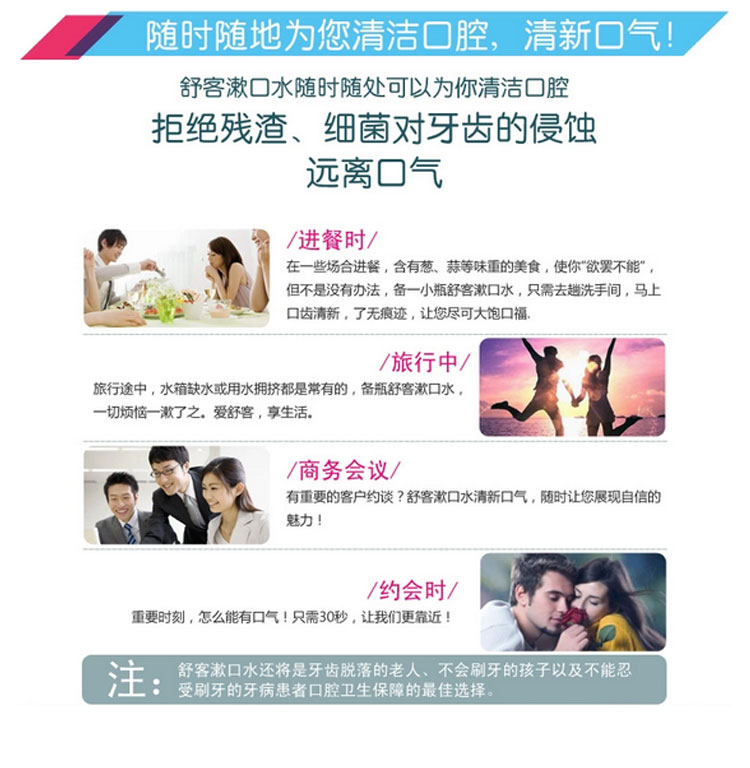 随时随地为您清洁口腔，清新口气！
舒客漱口水随时随处可以为你清洁口腔
拒绝残渣、细菌对牙齿的侵蚀
远离口气
/进餐时/
在一些场合进餐，含有葱、蒜等味重的美食，使你“欲罢不能”，
但不是没有办法，备一小瓶舒客漱口水，只需去趟洗手间，马上
口齿清新，了无痕迹，让您尽可大饱口福.
/旅行中/
旅行途中，水箱缺水或用水拥挤都是常有的，备瓶舒客漱口水，
一切烦恼一漱了之。爱舒客，享生活。
/商务会议/
有重要的客户约谈？舒客漱口水清新口气，随时让您展现自信的
魅力！
/约会时/
重要时刻，怎么能有口气！只需30秒，让我们更靠近！
注：
舒客漱口水还将是牙齿脱落的老人、不会刷牙的孩子以及不能忍
受刷牙的牙病患者口腔卫生保障的最佳选择。